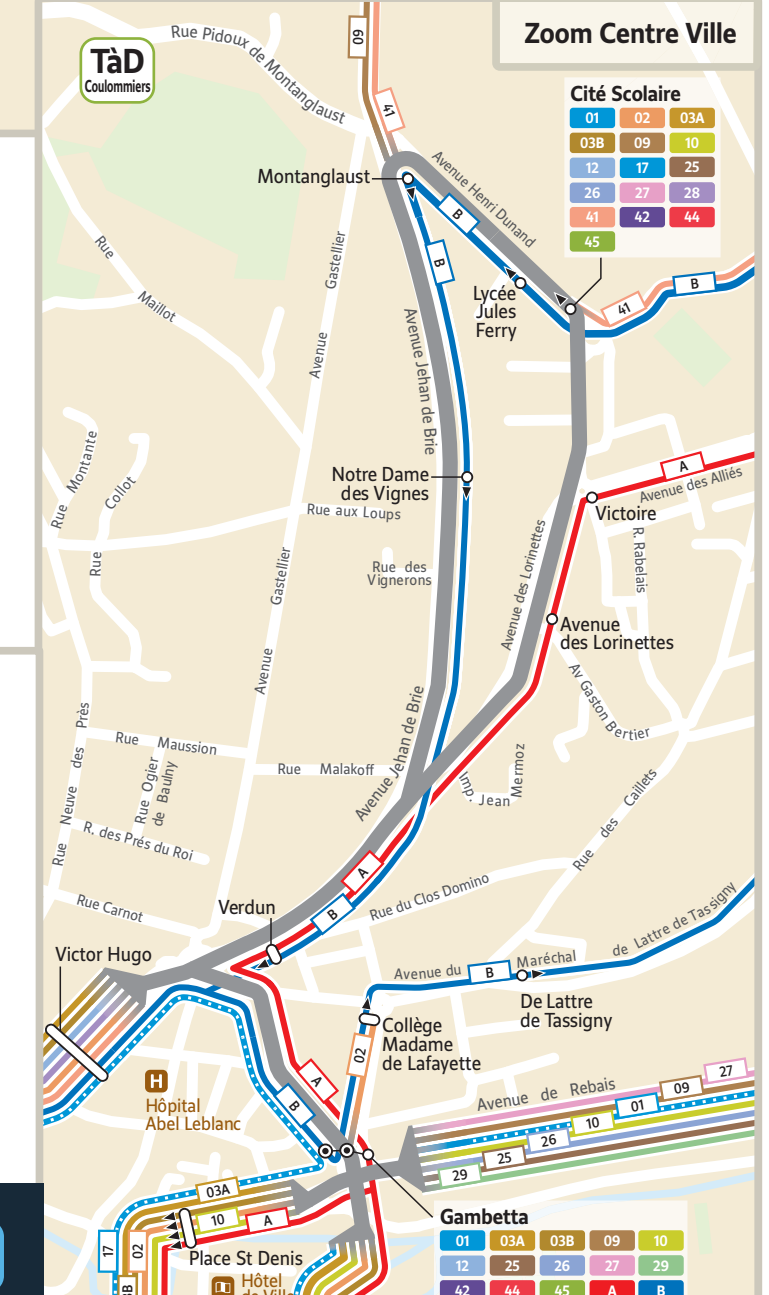 Zoom Centre Ville
TàD
Coulommiers
Rue Pidoux de Montanglaust
09
41
Cité Scolaire
01 02 03A
03B 09 10
12 17 25
26 27 28
41 42 44
45
Montanglaust
Avenue Henri Dunand
B
B
Lycée
Jules
Ferry
41
B
Rue Maillot
Avenue Gastellier
Avenue Jehan de Brie
Rue Montante
Rue Collot
Notre Dame
des Vignes
A
Avenue des Alliés
Victoire
Rue aux Loups
R. Rabelais
Rue des
Vignerons
Avenue des Lorinettes
Avenue Gastellier
Avenue
des Lorinettes
Av Gaston Bertier
Avenue Jehan de Brie
Rue Neuve des Près
Rue Maussion
Rue Malakoff
Rue Ogier
de Baulny
Imp. Jean Mermoz
Rue des Caillets
R. des Prés du Roi
A
B
Rue Carnot
Rue du Clos Domino
Verdun
Victor Hugo
Avenue du Maréchal de Lattre de Tassigny
B
De Lattre
de Tassigny
Collège
Madame
de Lafayette
02
H
Hôpital
Abel Leblanc
A
B
Avenue de Rebais
27
09
01
10
26
25
29
03A
10
A
17
02
Place St Denis
Hôtel
Gambetta
01 03A 03B 09 10
12 25 26 27 29
42 44 45 A B